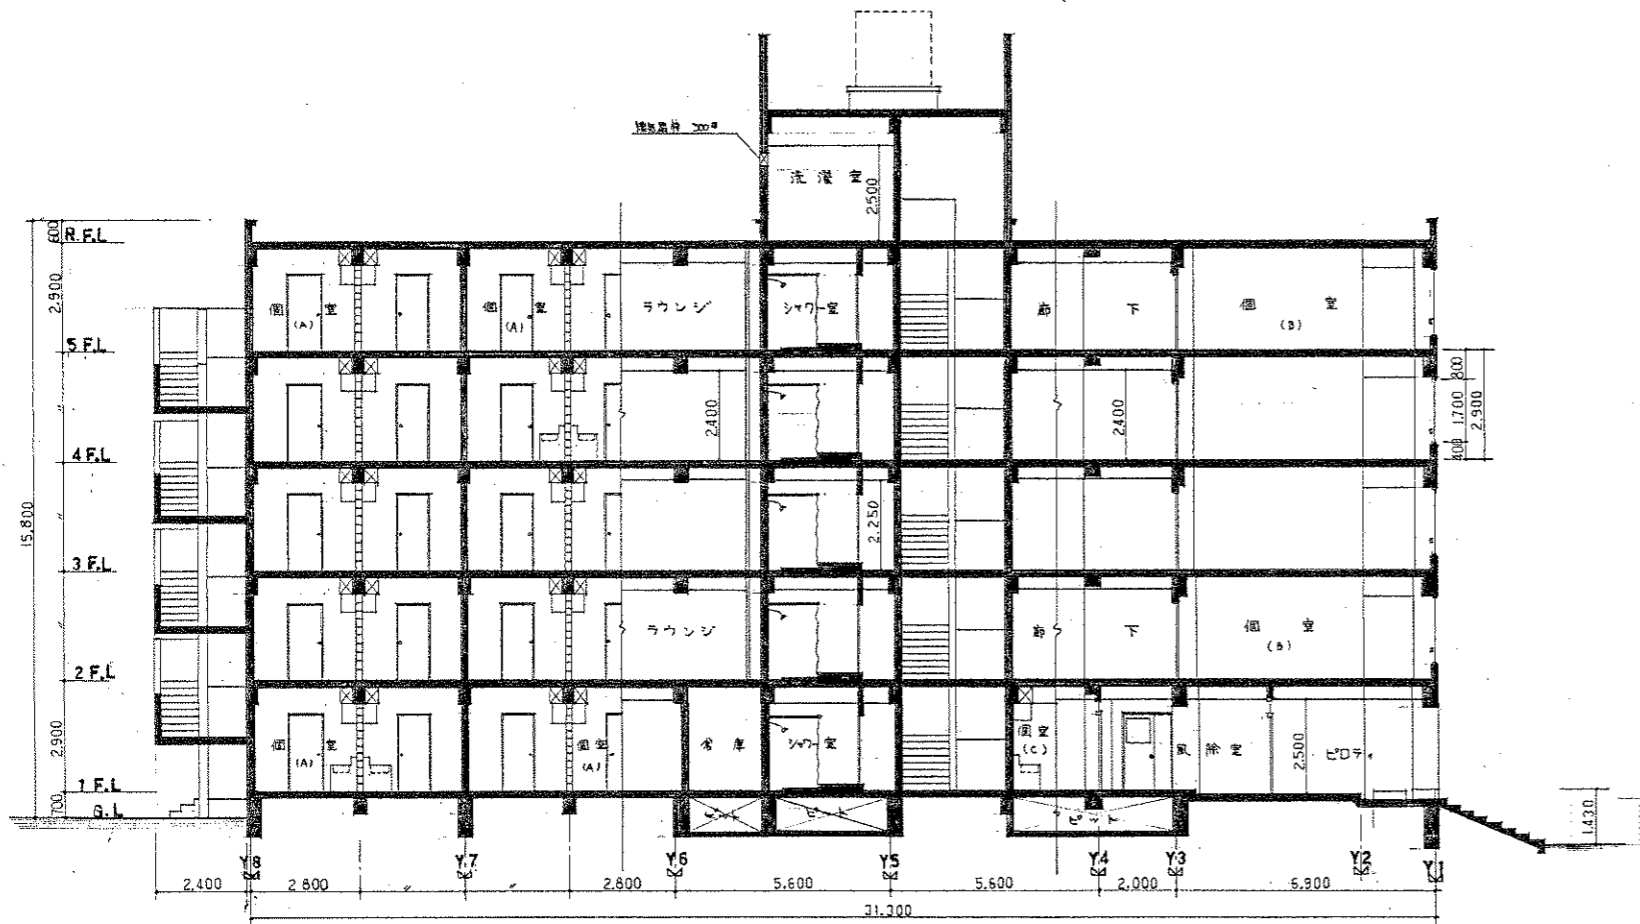 洗濯室
2,500
600
R.F.L
2,900
個室
(A)
個室
(A)
ラウンジ
シャワー室
廊下
個室
(B)
5 F.L
2,400
2,400
800
1,700
400
2,900
4 F.L
15,800
2,250
3 F.L
ラウンジ
廊下
個室
(B)
2 F.L
2,900
個室
(A)
個室
(A)
倉庫
シャワー室
個室
(C)
風除室
2,500
ピロティ
1 F.L
700
G.L
ピット
ピット
ピット
1,430
Y8
Y7
Y6
Y5
Y4
Y3
Y2
Y1
2,400
2,800
2,800
5,600
5,600
2,000
6,900
31,300